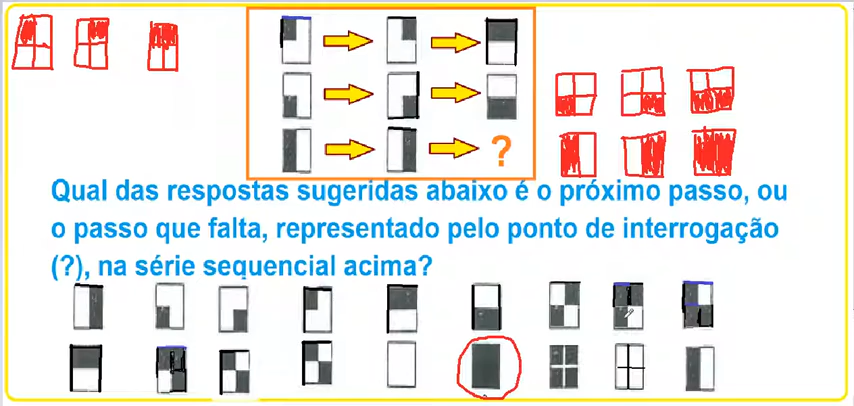 ?
Qual das respostas sugeridas abaixo é o próximo passo, ou
o passo que falta, representado pelo ponto de interrogação
(?), na série sequencial acima?